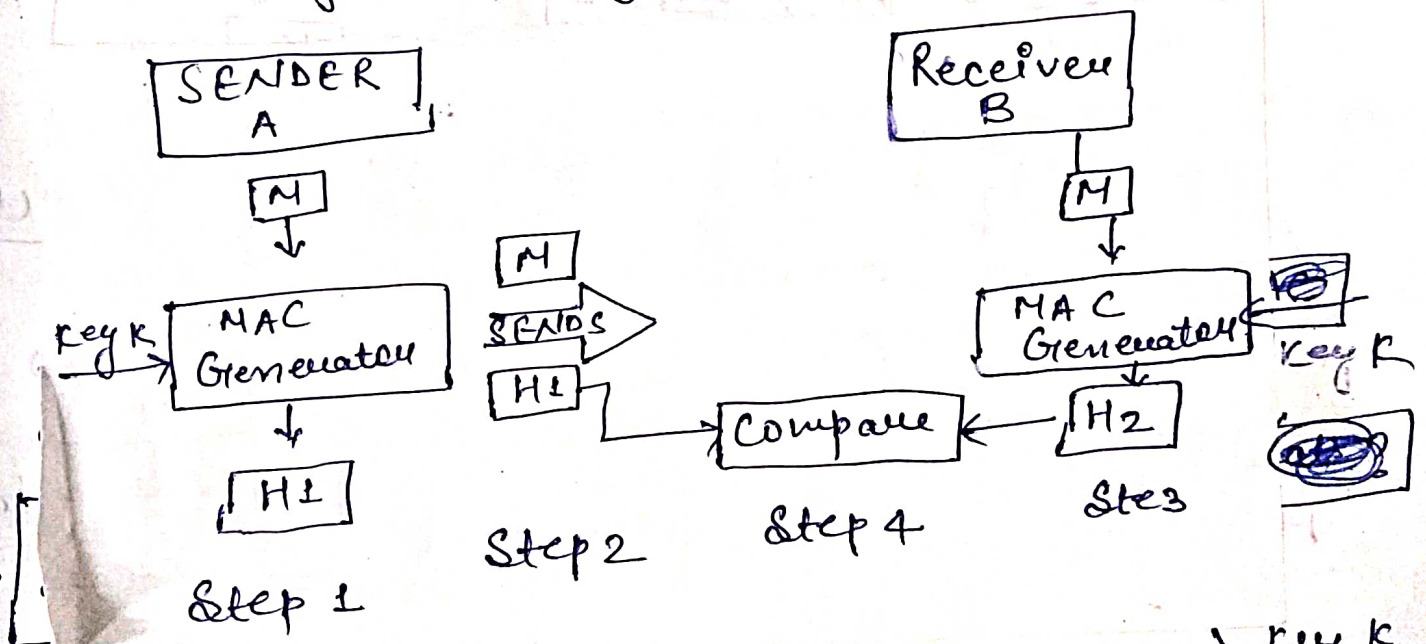 SENDER
A
M
Key K
MAC
Generator
H1
Step 1
M
SENDS
H1
Step 2
Compare
Step 4
Receiver
B
M
MAC
Generator
Key K
H2
Ste3
Key K